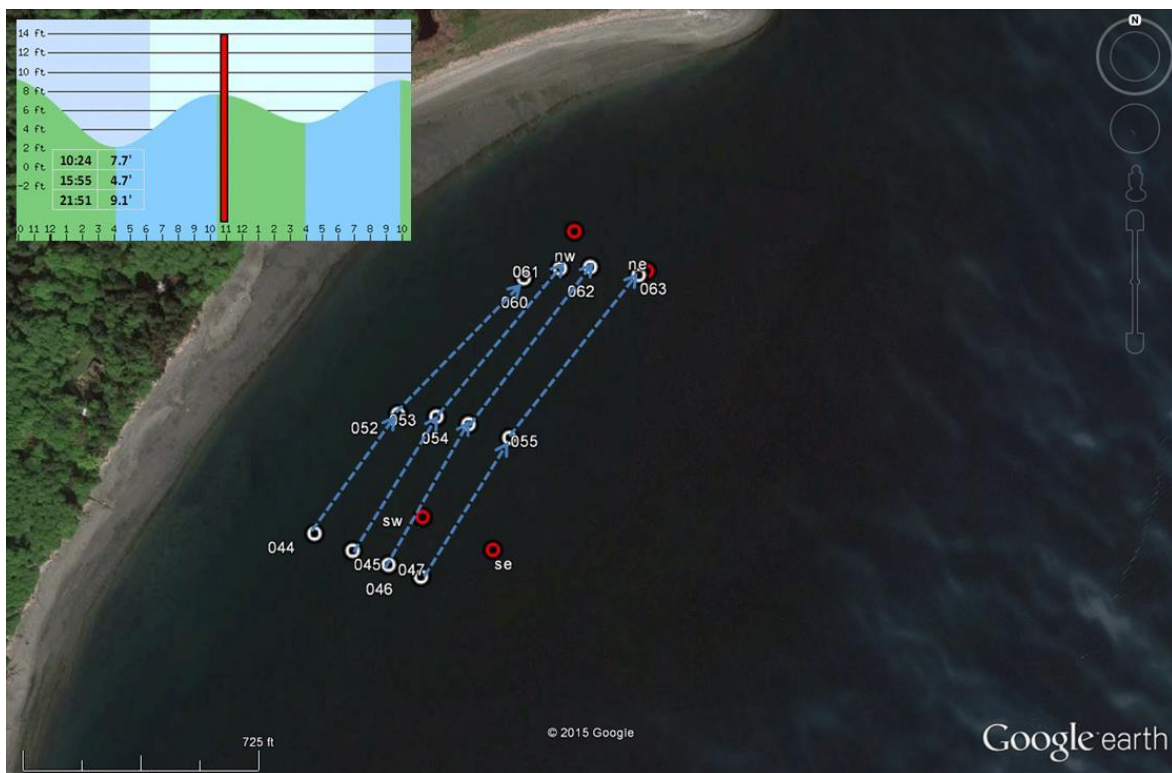 14 ft
12 ft
10 ft
8 ft
6 ft
4 ft
2 ft
0 ft
-2 ft
10:24 7.7'
15:55 4.7'
21:51 9.1'
0 11 12 1 2 3 4 5 6 7 8 9 10 11 12 1 2 3 4 5 6 7 8 9 10
N
nw
ne
061
060
062
063
052
053
054
055
sw
044
045
046
047
se
725 ft
© 2015 Google
Google earth